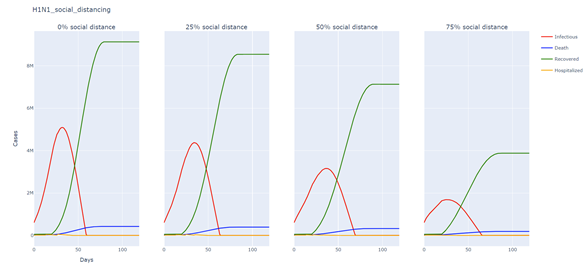 H1N1_social_distancing
0% social distance
25% social distance
50% social distance
75% social distance
Infectious
Death
Recovered
Hospitalized
Cases
8M
6M
4M
2M
0
0 50 100
0 50 100
0 50 100
0 50 100
Days